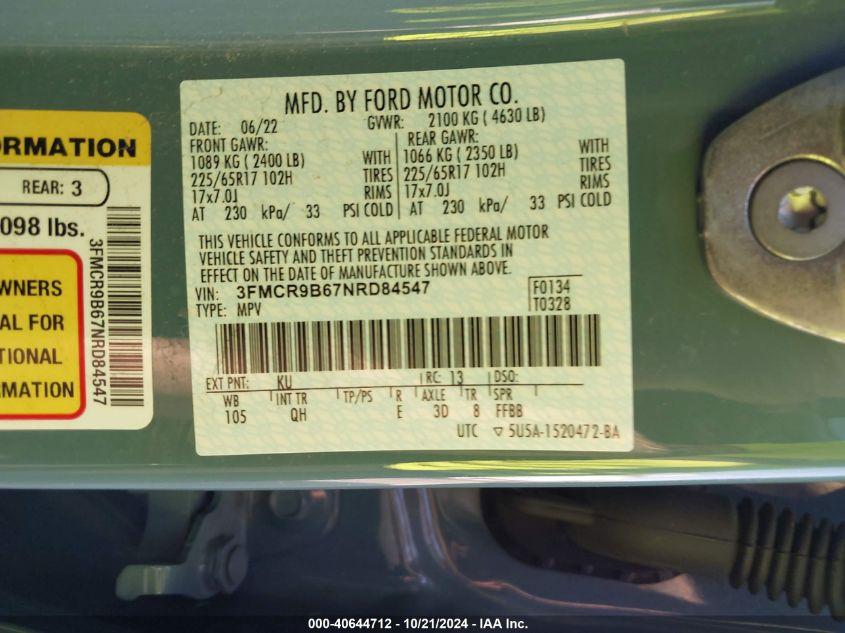 ORMATION
REAR: 3
098 lbs.
WNERS
AL FOR
TIONAL
RMATION
3FMCR9B67NRD84547
MFD. BY FORD MOTOR CO.
DATE: 06/22 GVWR: 2100 KG ( 4630 LB)
FRONT GAWR: REAR GAWR:
1089 KG ( 2400 LB) WITH 1066 KG ( 2350 LB) WITH
225/65R17 102H TIRES 225/65R17 102H TIRES
17x7.0J RIMS 17x7.0J RIMS
AT 230 kPa/ 33 PSI COLD AT 230 kPa/ 33 PSI COLD
THIS VEHICLE CONFORMS TO ALL APPLICABLE FEDERAL MOTOR
VEHICLE SAFETY AND THEFT PREVENTION STANDARDS IN
EFFECT ON THE DATE OF MANUFACTURE SHOWN ABOVE.
VIN: 3FMCR9B67NRD84547 F0134
TYPE: MPV T0328
EXT PNT: KU RC: 13 DSO:
WB INT TR TP/PS R AXLE TR SPR
105 QH E 3D 8 FFBB
UTC ▽ 5U5A-1520472-BA
000-40644712 - 10/21/2024 - IAA Inc.